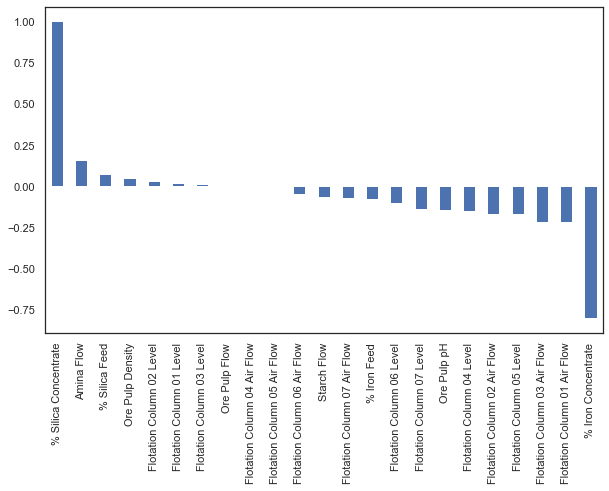 1.00
0.75
0.50
0.25
0.00
−0.25
−0.50
−0.75
% Silica Concentrate
Amina Flow
% Silica Feed
Ore Pulp Density
Flotation Column 02 Level
Flotation Column 01 Level
Flotation Column 03 Level
Ore Pulp Flow
Flotation Column 04 Air Flow
Flotation Column 05 Air Flow
Flotation Column 06 Air Flow
Starch Flow
Flotation Column 07 Air Flow
% Iron Feed
Flotation Column 06 Level
Flotation Column 07 Level
Ore Pulp pH
Flotation Column 04 Level
Flotation Column 02 Air Flow
Flotation Column 05 Level
Flotation Column 03 Air Flow
Flotation Column 01 Air Flow
% Iron Concentrate